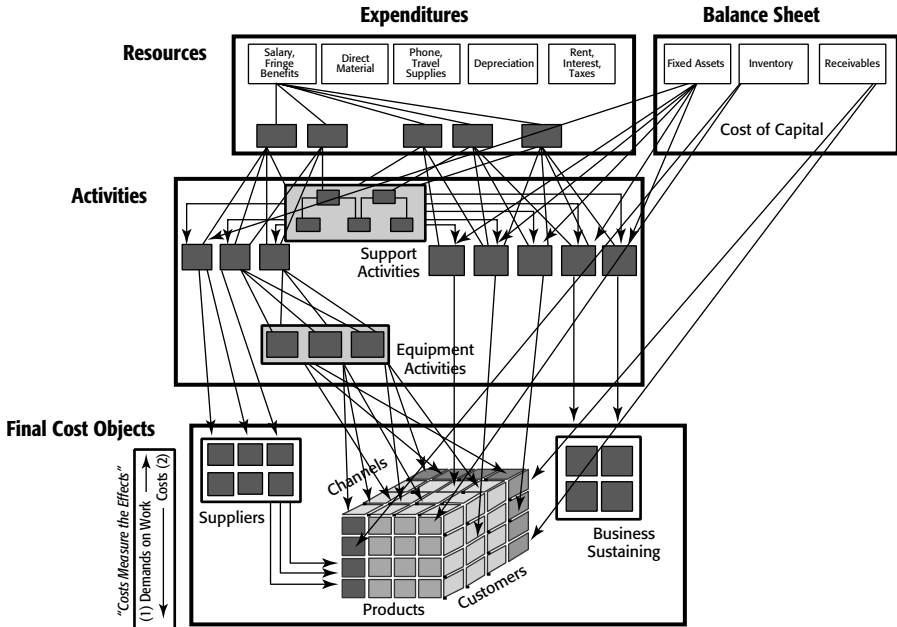 Expenditures
Balance Sheet
Resources
Salary,
Fringe
Benefits
Direct
Material
Phone,
Travel
Supplies
Depreciation
Rent,
Interest,
Taxes
Fixed Assets
Inventory
Receivables
Cost of Capital
Activities
Support
Activities
Equipment
Activities
Final Cost Objects
"Costs Measure the Effects"
(1) Demands on Work
Costs (2)
Suppliers
Channels
Products
Customers
Business
Sustaining